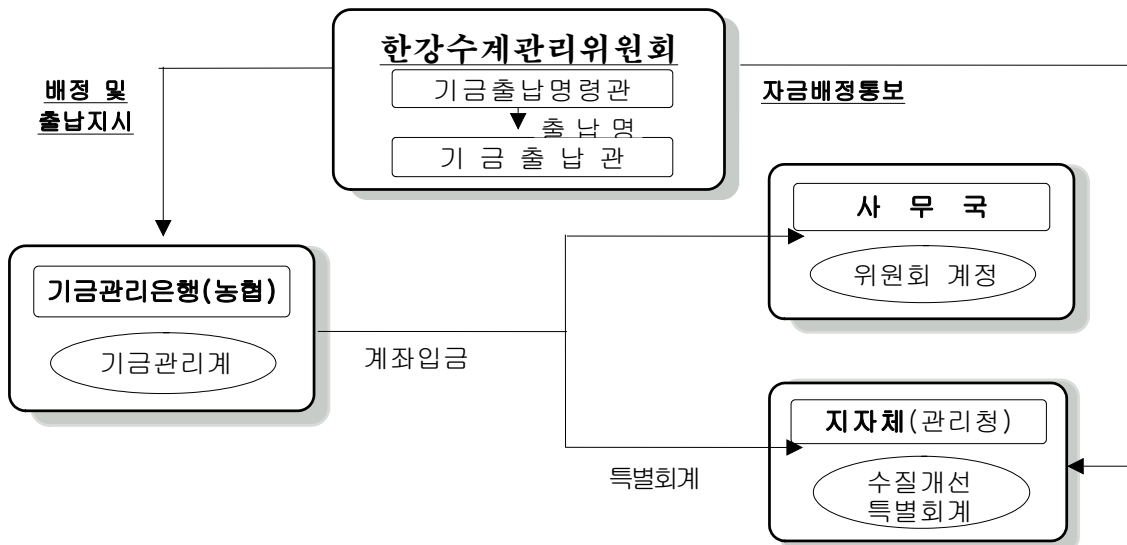 한강수계관리위원회
기금출납명령관
출 납 명
기 금 출 납 관
배정 및
출납지시
자금배정통보
사 무 국
위원회 계정
기금관리은행(농협)
기금관리계
계좌입금
지자체(관리청)
특별회계
수질개선
특별회계